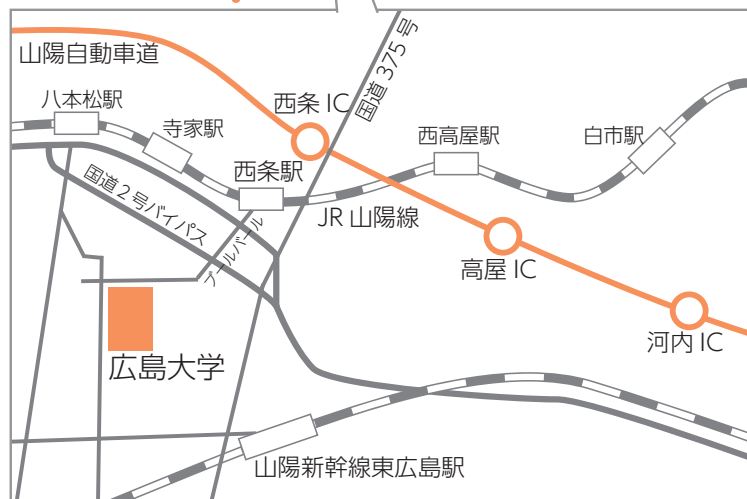 山陽自動車道
国道 375 号
八本松駅
西条 IC
寺家駅
西高屋駅
白市駅
西条駅
国道２号バイパス
JR 山陽線
ブールバール
高屋 IC
河内 IC
広島大学
山陽新幹線東広島駅